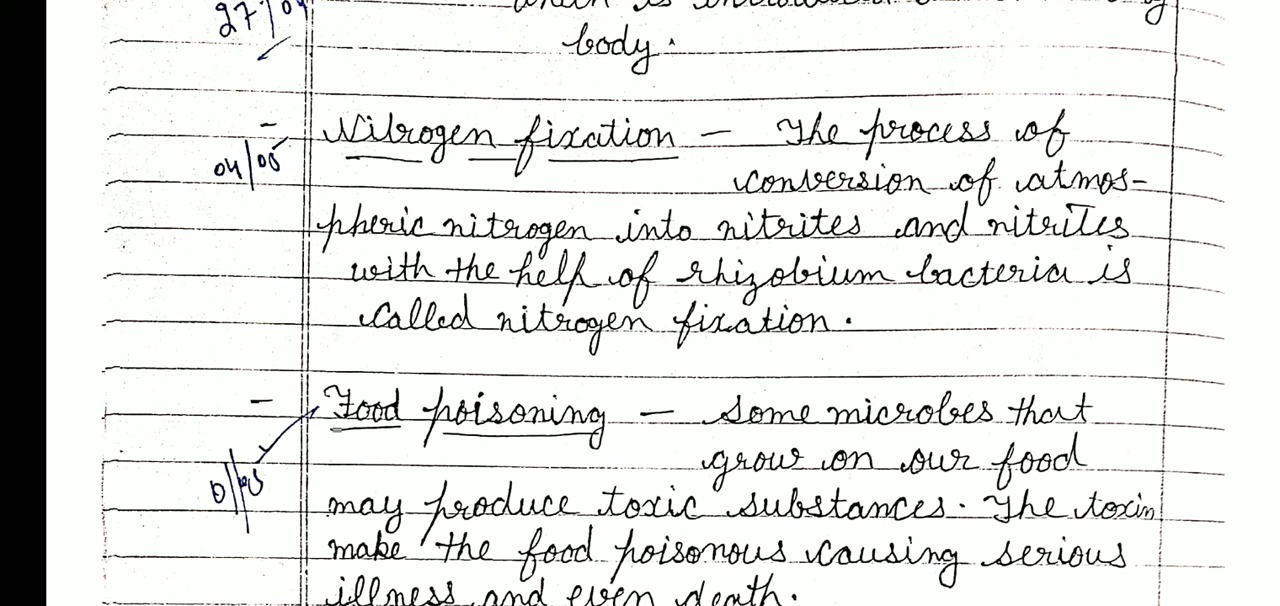 27/04
which is
body.
- Nitrogen fixation - The process of
04/05
conversion of atmos-
pheric nitrogen into nitrites and nitrites
with the help of rhizobium bacteria is
called nitrogen fixation.
- Food poisoning - Some microbes that
grow on our food
may produce toxic substances. The toxin
make the food poisonous causing serious
illness and even death.